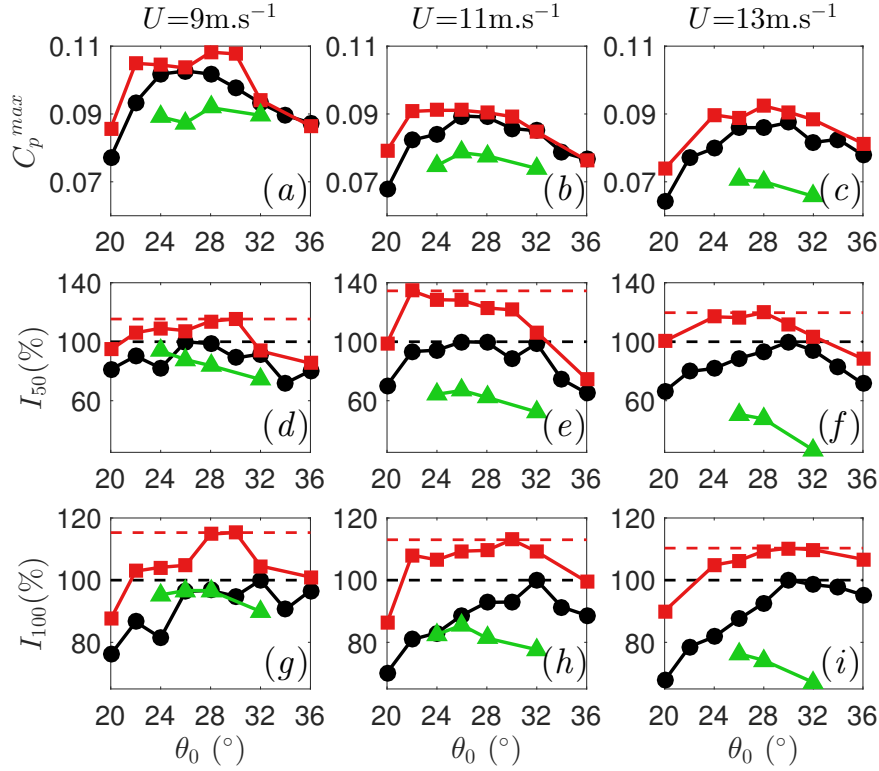 U=9m.s⁻¹ U=11m.s⁻¹ U=13m.s⁻¹
C_p^max
0.11 0.11 0.11
0.09 0.09 0.09
0.07 0.07 0.07
(a) (b) (c)
20 24 28 32 36 20 24 28 32 36 20 24 28 32 36
I₅₀(%)
140 140 140
100 100 100
60 60 60
(d) (e) (f)
20 24 28 32 36 20 24 28 32 36 20 24 28 32 36
I₁₀₀(%)
120 120 120
100 100 100
80 80 80
(g) (h) (i)
20 24 28 32 36 20 24 28 32 36 20 24 28 32 36
θ₀ (°) θ₀ (°) θ₀ (°)